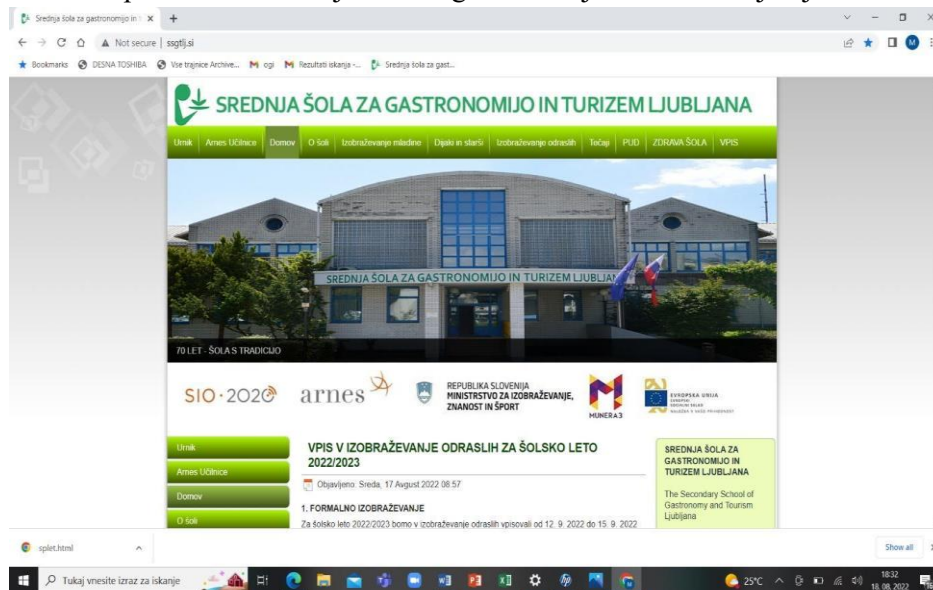 Srednja šola za gastronomijo in
Not secure | ssgtlj.si
Bookmarks DESNA TOSHIBA Vse trajnice Archive... ogi Rezultati iskanja -... Srednja šola za gast...
SREDNJA ŠOLA ZA GASTRONOMIJO IN TURIZEM LJUBLJANA
Urnik Arnes Učilnice Domov O šoli Izobraževanje mladine Dijaki in starši Izobraževanje odraslih Tečaji PUD ZDRAVA ŠOLA VPIS
SREDNJA ŠOLA ZA GASTRONOMIJO IN TURIZEM LJUBLJANA
70 LET - ŠOLA S TRADICIJO
SIO·2020 arnes
REPUBLIKA SLOVENIJA
MINISTRSTVO ZA IZOBRAŽEVANJE,
ZNANOST IN ŠPORT
MUNERA3
EVROPSKA UNIJA
Urnik
Arnes Učilnice
Domov
O šoli
VPIS V IZOBRAŽEVANJE ODRASLIH ZA ŠOLSKO LETO
2022/2023
Objavljeno: Sreda, 17 Avgust 2022 08:57
1. FORMALNO IZOBRAŽEVANJE
Za šolsko leto 2022/2023 bomo v izobraževanje odraslih vpisovali od 12. 9. 2022 do 15. 9. 2022
SREDNJA ŠOLA ZA
GASTRONOMIJO IN
TURIZEM LJUBLJANA
The Secondary School of
Gastronomy and Tourism
Ljubljana
splet.html
Show all
Tukaj vnesite izraz za iskanje
25°C
18:32
18. 08. 2022